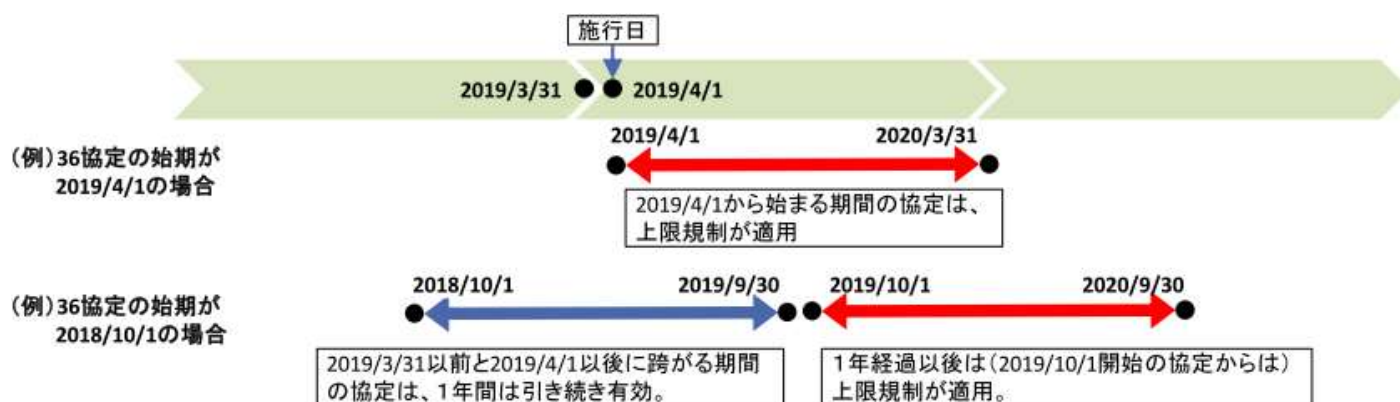 施行日
2019/3/31
2019/4/1
2019/4/1
2020/3/31
（例）36協定の始期が
2019/4/1の場合
2019/4/1から始まる期間の協定は、
上限規制が適用
2018/10/1
2019/9/30
2019/10/1
2020/9/30
（例）36協定の始期が
2018/10/1の場合
2019/3/31以前と2019/4/1以後に跨がる期間
の協定は、1年間は引き続き有効。
1年経過以後は（2019/10/1開始の協定からは）
上限規制が適用。